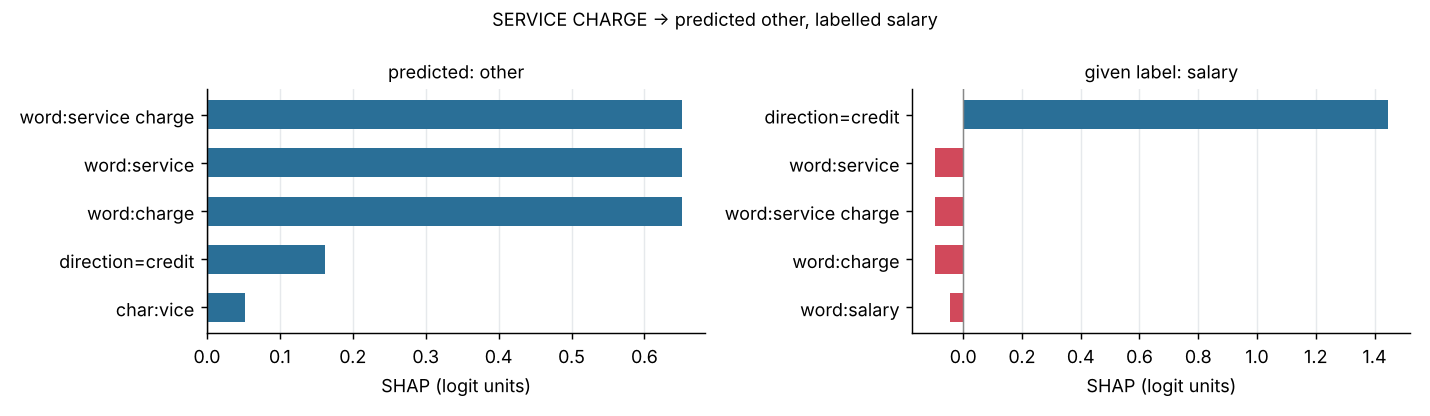 SERVICE CHARGE → predicted other, labelled salary
predicted: other
word:service charge
word:service
word:charge
direction=credit
char:vice
0.0 0.1 0.2 0.3 0.4 0.5 0.6
SHAP (logit units)
given label: salary
direction=credit
word:service
word:service charge
word:charge
word:salary
0.0 0.2 0.4 0.6 0.8 1.0 1.2 1.4
SHAP (logit units)